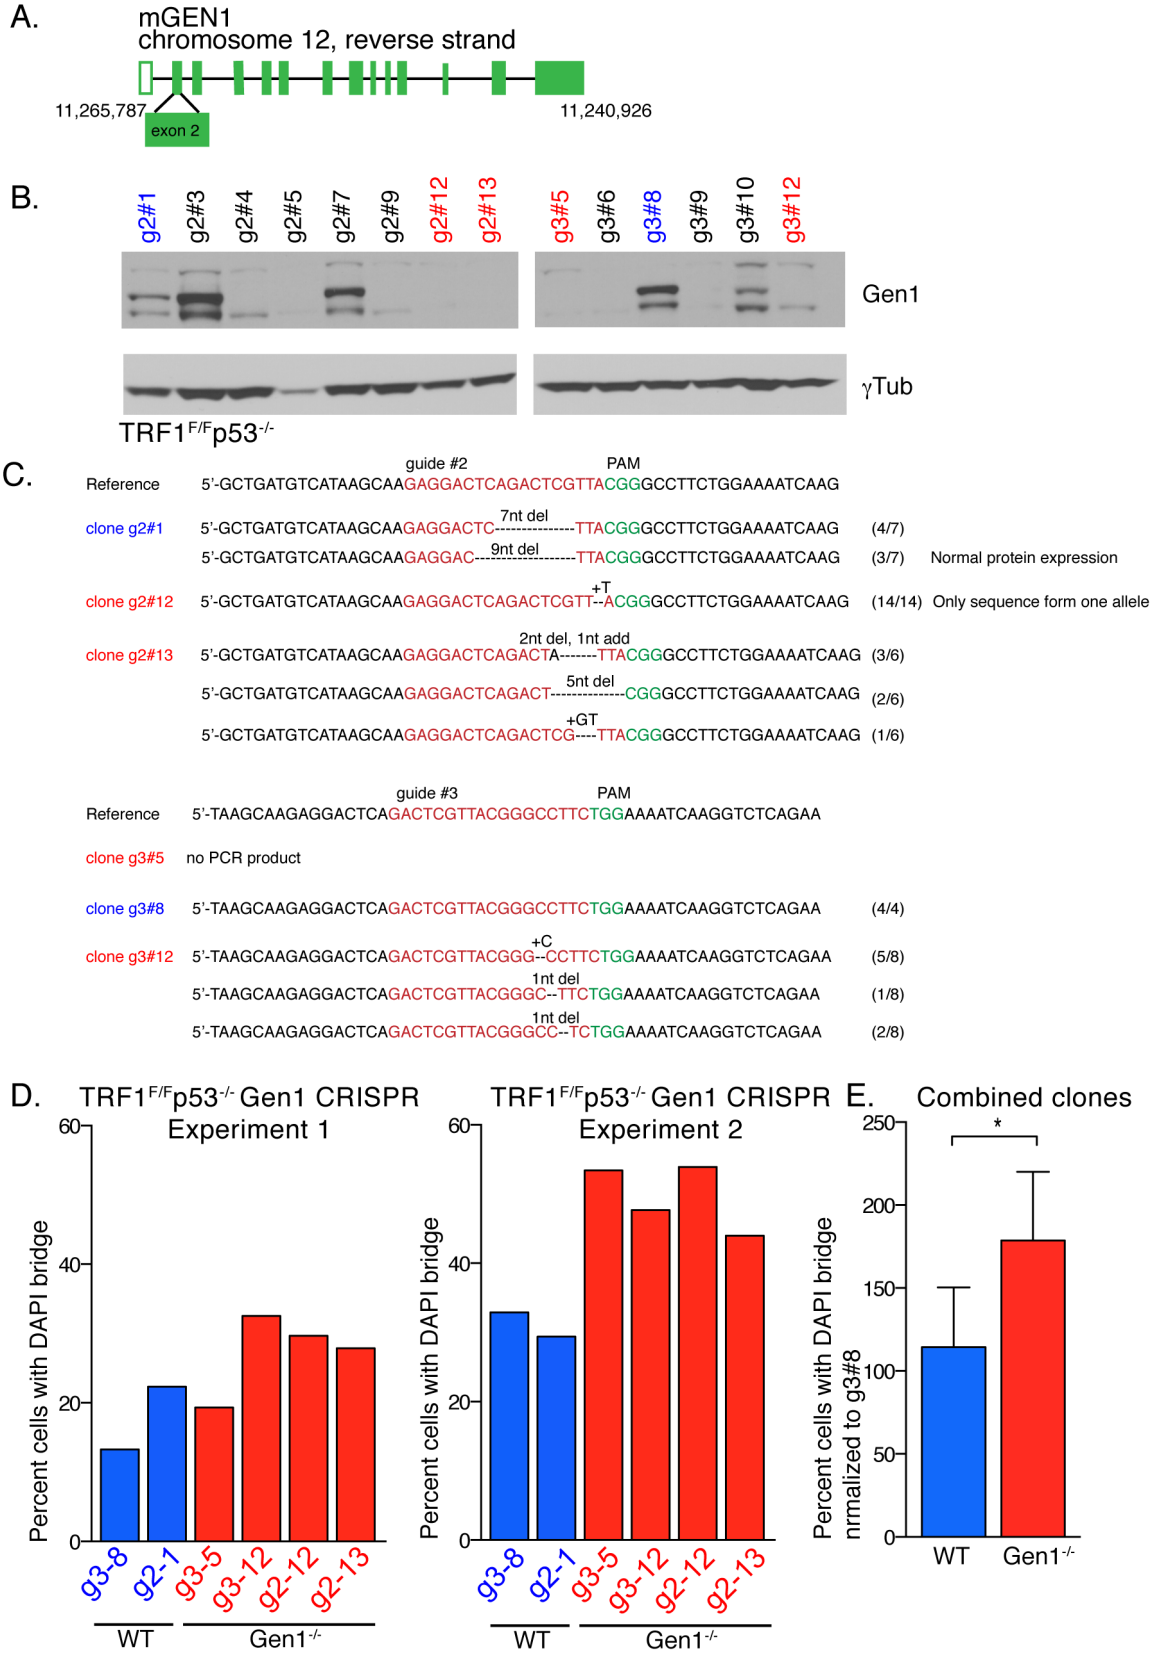 A.
mGEN1
chromosome 12, reverse strand
11,265,787
11,240,926
exon 2
B.
g2#1 g2#3 g2#4 g2#5 g2#7 g2#9 g2#12 g2#13 g3#5 g3#6 g3#8 g3#9 g3#10 g3#12
Gen1
γTub
TRF1F/Fp53-/-
C.
guide #2 PAM
Reference 5'-GCTGATGTCATAAGCAAGAGGACTCAGACTCGTTACGGGCCTTCTGGAAAATCAAG
7nt del
clone g2#1 5'-GCTGATGTCATAAGCAAGAGGACTC---------------TTACGGGCCTTCTGGAAAATCAAG (4/7)
9nt del
5'-GCTGATGTCATAAGCAAGAGGAC-------------------TTACGGGCCTTCTGGAAAATCAAG (3/7) Normal protein expression
+T
clone g2#12 5'-GCTGATGTCATAAGCAAGAGGACTCAGACTCGTT--ACGGGCCTTCTGGAAAATCAAG (14/14) Only sequence form one allele
2nt del, 1nt add
clone g2#13 5'-GCTGATGTCATAAGCAAGAGGACTCAGACTA-------TTACGGGCCTTCTGGAAAATCAAG (3/6)
5nt del
5'-GCTGATGTCATAAGCAAGAGGACTCAGACT--------------CGGGCCTTCTGGAAAATCAAG (2/6)
+GT
5'-GCTGATGTCATAAGCAAGAGGACTCAGACTCG----TTACGGGCCTTCTGGAAAATCAAG (1/6)
guide #3 PAM
Reference 5'-TAAGCAAGAGGACTCAGACTCGTTACGGGCCTTCTGGAAAATCAAGGTCTCAGAA
clone g3#5 no PCR product
clone g3#8 5'-TAAGCAAGAGGACTCAGACTCGTTACGGGCCTTCTGGAAAATCAAGGTCTCAGAA (4/4)
+C
clone g3#12 5'-TAAGCAAGAGGACTCAGACTCGTTACGGG--CCTTCTGGAAAATCAAGGTCTCAGAA (5/8)
1nt del
5'-TAAGCAAGAGGACTCAGACTCGTTACGGGC--TTCTGGAAAATCAAGGTCTCAGAA (1/8)
1nt del
5'-TAAGCAAGAGGACTCAGACTCGTTACGGGCC--TCTGGAAAATCAAGGTCTCAGAA (2/8)
D.
TRF1F/Fp53-/- Gen1 CRISPR
Experiment 1
Percent cells with DAPI bridge
60
40
20
0
g3-8 g2-1 g3-5 g3-12 g2-12 g2-13
WT Gen1-/-
TRF1F/Fp53-/- Gen1 CRISPR
Experiment 2
Percent cells with DAPI bridge
60
40
20
0
g3-8 g2-1 g3-5 g3-12 g2-12 g2-13
WT Gen1-/-
E.
Combined clones
Percent cells with DAPI bridge
nrmalized to g3#8
250
200
150
100
50
0
*
WT Gen1-/-